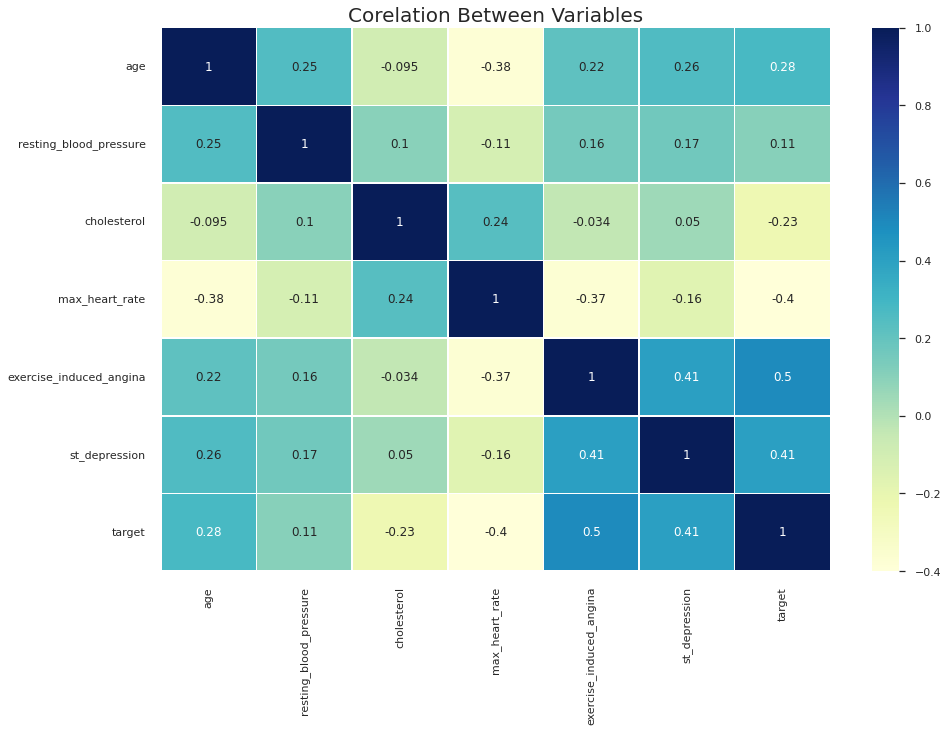 Corelation Between Variables
age 1 0.25 -0.095 -0.38 0.22 0.26 0.28
resting_blood_pressure 0.25 1 0.1 -0.11 0.16 0.17 0.11
cholesterol -0.095 0.1 1 0.24 -0.034 0.05 -0.23
max_heart_rate -0.38 -0.11 0.24 1 -0.37 -0.16 -0.4
exercise_induced_angina 0.22 0.16 -0.034 -0.37 1 0.41 0.5
st_depression 0.26 0.17 0.05 -0.16 0.41 1 0.41
target 0.28 0.11 -0.23 -0.4 0.5 0.41 1
age
resting_blood_pressure
cholesterol
max_heart_rate
exercise_induced_angina
st_depression
target
1.0
0.8
0.6
0.4
0.2
0.0
−0.2
−0.4